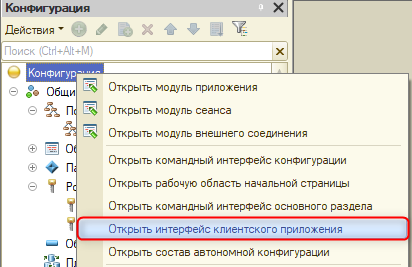 Конфигурация
Действия
Поиск (Ctrl+Alt+M)
Конфигурация
Общи
По
Об
Па
Ро
Об
Открыть модуль приложения
Открыть модуль сеанса
Открыть модуль внешнего соединения
Открыть командный интерфейс конфигурации
Открыть рабочую область начальной страницы
Открыть командный интерфейс основного раздела
Открыть интерфейс клиентского приложения
Открыть состав автономной конфигурации